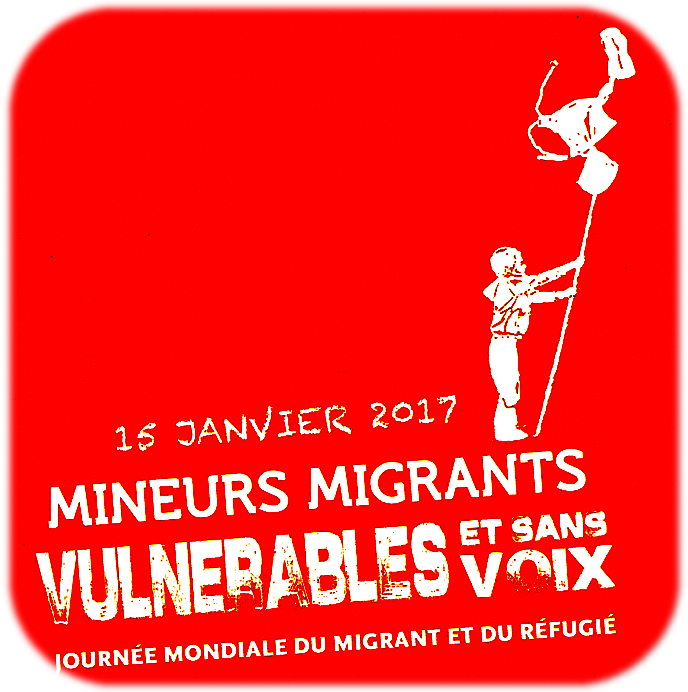 15 JANVIER 2017
MINEURS MIGRANTS
VULNERABLES ET SANS VOIX
JOURNÉE MONDIALE DU MIGRANT ET DU RÉFUGIÉ